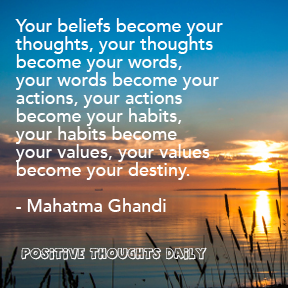 Your beliefs become your
thoughts, your thoughts
become your words,
your words become your
actions, your actions
become your habits,
your habits become
your values, your values
become your destiny.
- Mahatma Ghandi
POSITIVE THOUGHTS DAILY